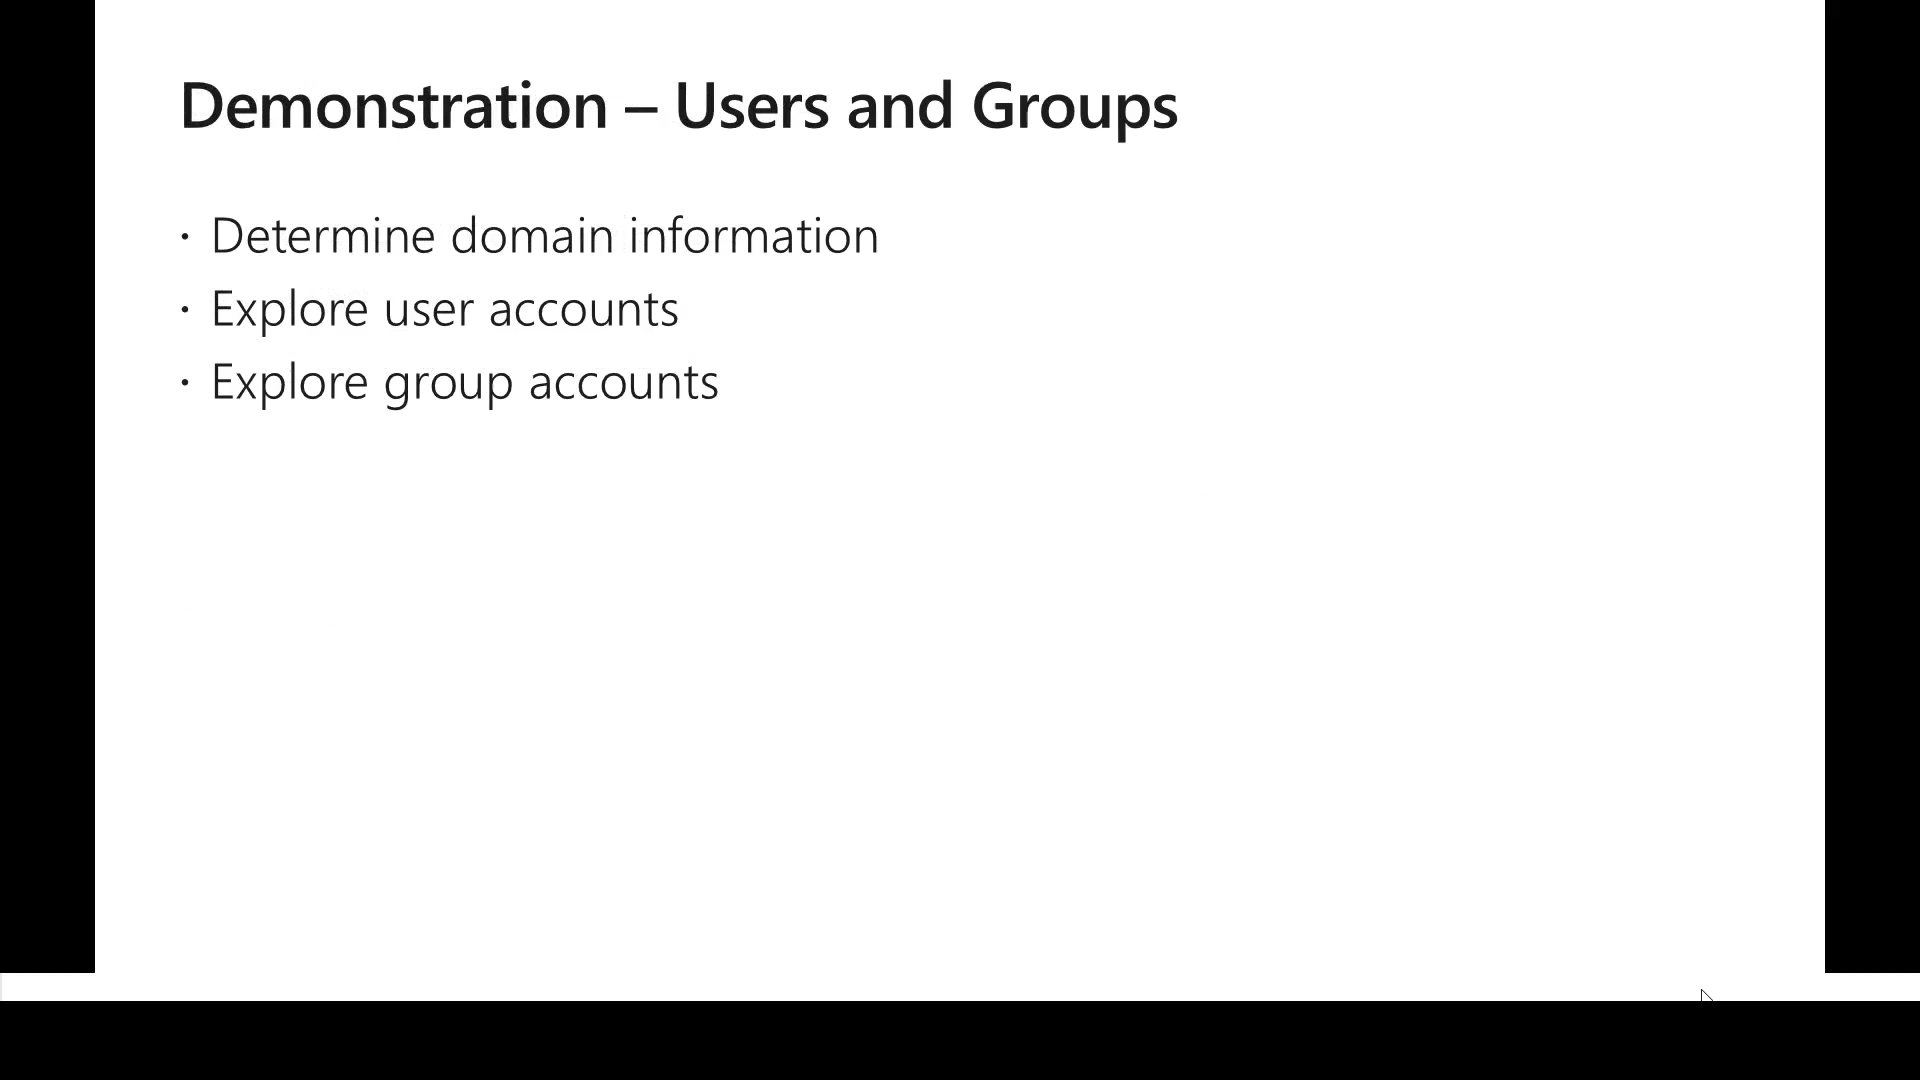 Demonstration – Users and Groups
· Determine domain information
· Explore user accounts
· Explore group accounts